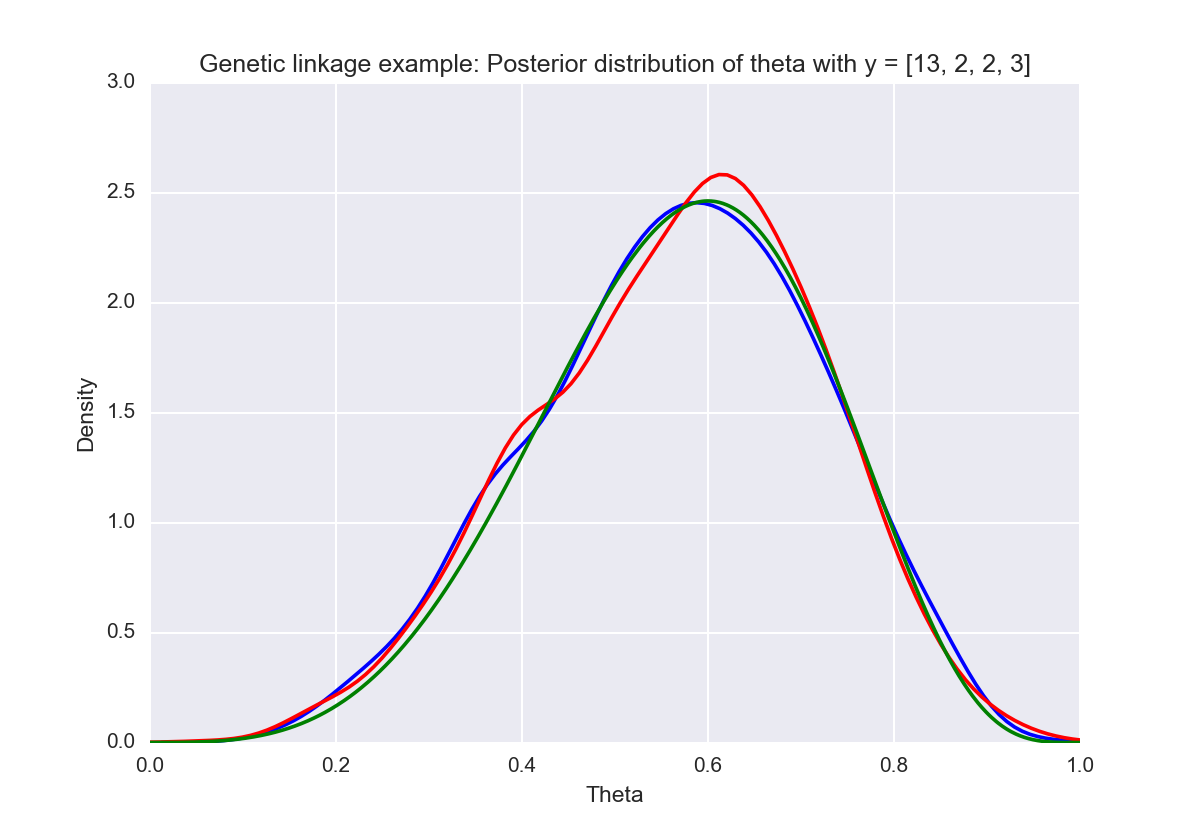 Genetic linkage example: Posterior distribution of theta with y = [13, 2, 2, 3]
3.0
2.5
2.0
1.5
1.0
0.5
0.0
Density
0.0 0.2 0.4 0.6 0.8 1.0
Theta